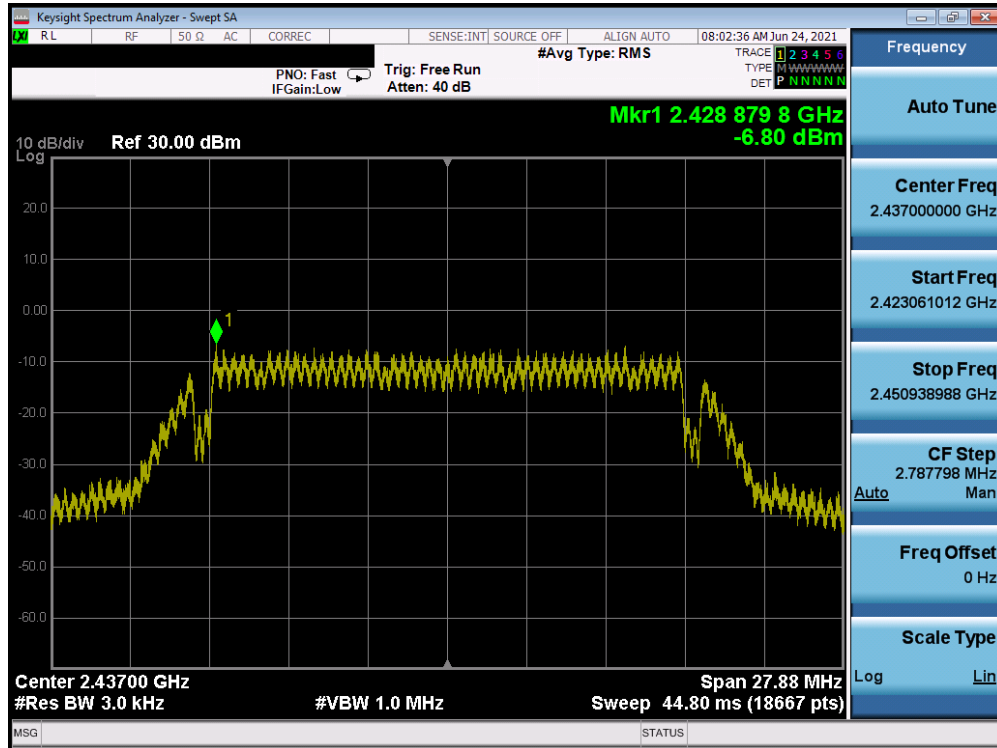 Keysight Spectrum Analyzer - Swept SA
LXI RL RF 50 Ω AC CORREC SENSE:INT SOURCE OFF ALIGN AUTO 08:02:36 AM Jun 24, 2021
#Avg Type: RMS
TRACE 1 2 3 4 5 6
TYPE M WWWWW
DET P N N N N N
PNO: Fast Trig: Free Run
IFGain:Low Atten: 40 dB
Mkr1 2.428 879 8 GHz
-6.80 dBm
10 dB/div Ref 30.00 dBm
Log
20.0
10.0
0.00
-10.0
-20.0
-30.0
-40.0
-50.0
-60.0
1
Center 2.43700 GHz Span 27.88 MHz
#Res BW 3.0 kHz #VBW 1.0 MHz Sweep 44.80 ms (18667 pts)
MSG STATUS
Frequency
Auto Tune
Center Freq
2.437000000 GHz
Start Freq
2.423061012 GHz
Stop Freq
2.450938988 GHz
CF Step
2.787798 MHz
Auto Man
Freq Offset
0 Hz
Scale Type
Log Lin